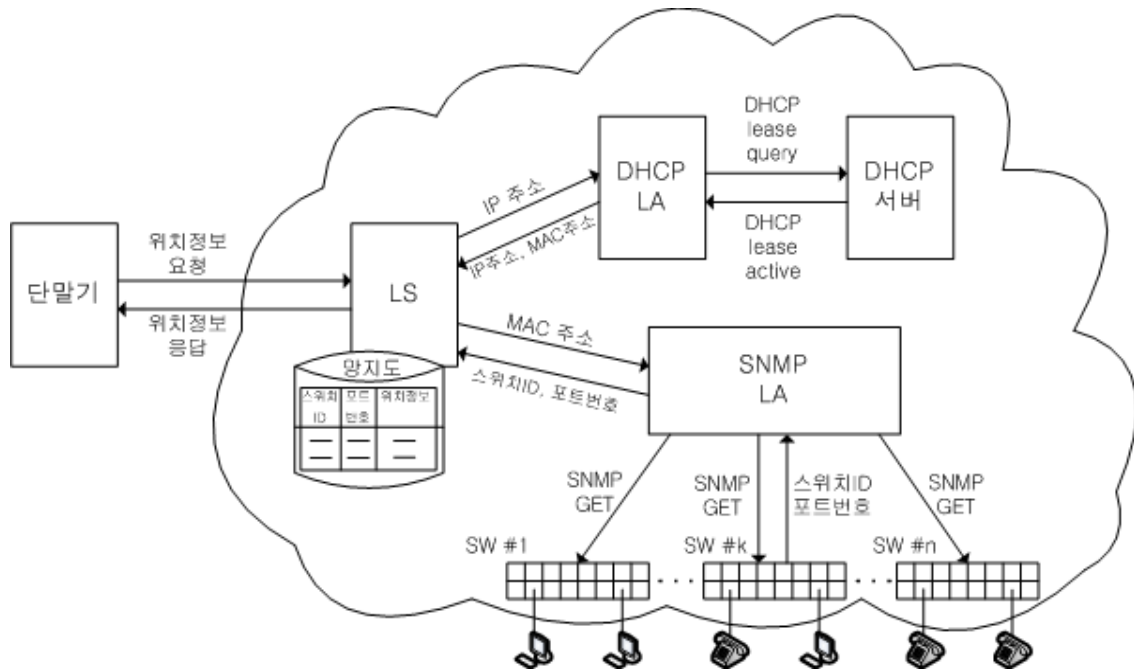 DHCP
lease
query
DHCP
LA
DHCP
서버
IP 주소
IP주소, MAC주소
DHCP
lease
active
위치정보
요청
단말기
LS
위치정보
응답
MAC 주소
스위치ID, 포트번호
SNMP
LA
망지도
스위치
ID
포트
번호
위치정보
SNMP
GET
SNMP
GET
스위치ID
포트번호
SNMP
GET
SW #1
SW #k
SW #n